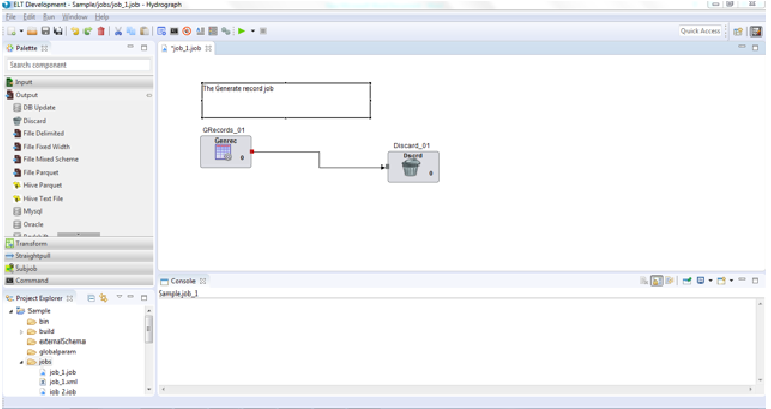 ELT Development - Sample/jobs/job_1.jobs - Hydrograph
File Edit Run Window Help
Quick Access
Palette
*job_1.job
Search component
Input
Output
DB Update
Discard
File Delimited
File Fixed Width
File Mixed Scheme
File Parquet
Hive Parquet
Hive Text File
Mysql
Oracle
Transform
Straightpull
Subjob
Command
The Generate record job
GRecords_01
Genrec
0
Discard_01
Discard
0
Project Explorer
Sample
bin
build
externalSchema
globalparam
jobs
job_1.job
job_1.xml
job_2.job
Console
Sample.job_1